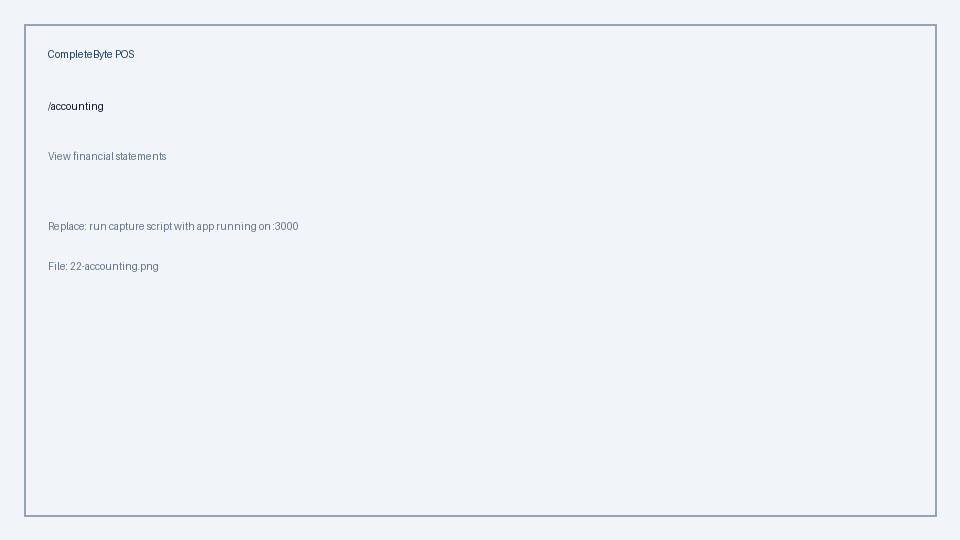 CompleteByte POS
/accounting
View financial statements
Replace: run capture script with app running on :3000
File: 22-accounting.png